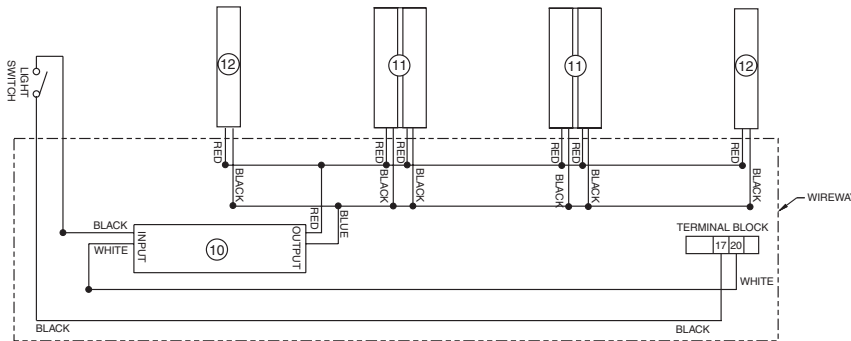 12
11
11
12
LIGHT
SWITCH
RED
BLACK
RED
BLACK
RED
BLACK
RED
BLACK
RED
BLACK
RED
BLACK
RED
BLUE
WIREWAY
BLACK
WHITE
INPUT
10
OUTPUT
TERMINAL BLOCK
17
20
WHITE
BLACK
BLACK